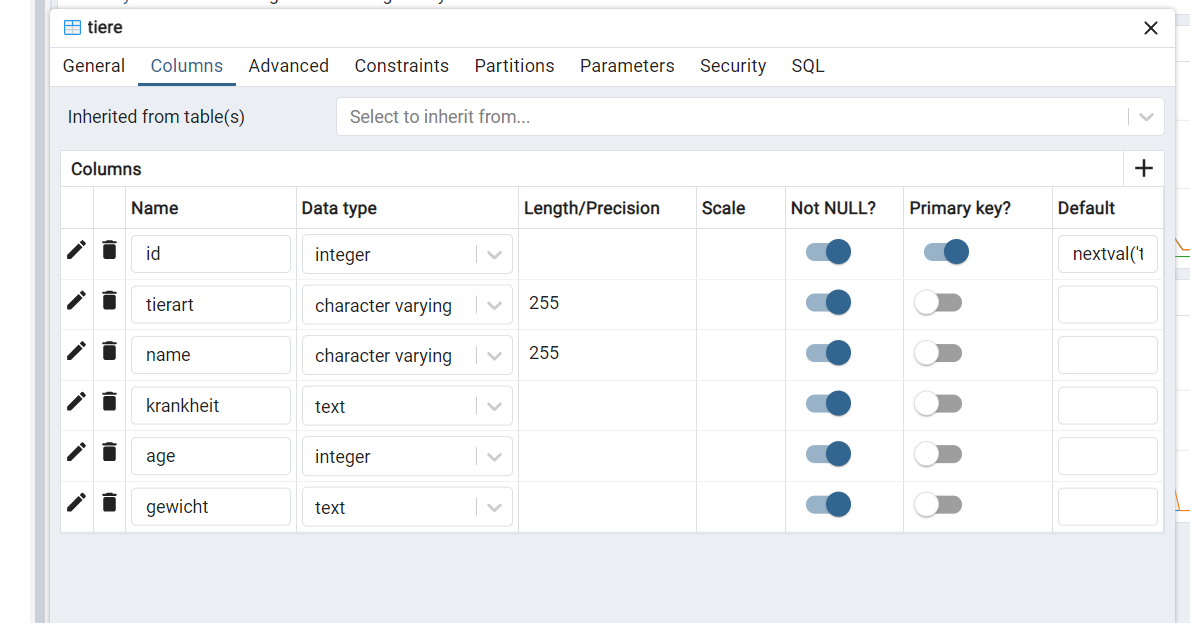 tiere
General Columns Advanced Constraints Partitions Parameters Security SQL
Inherited from table(s) Select to inherit from...
Columns
Name Data type Length/Precision Scale Not NULL? Primary key? Default
id integer nextval('t
tierart character varying 255
name character varying 255
krankheit text
age integer
gewicht text